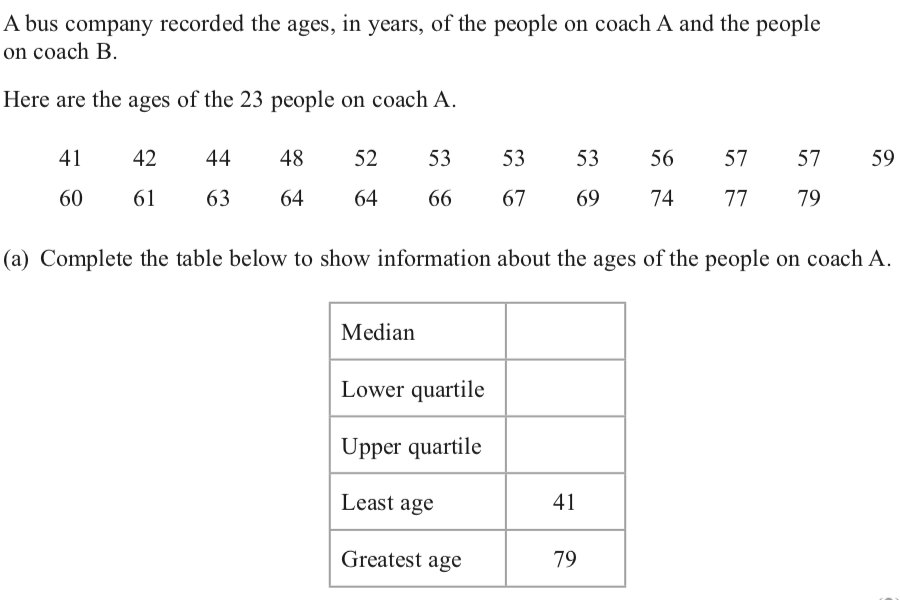 A bus company recorded the ages, in years, of the people on coach A and the people
on coach B.
Here are the ages of the 23 people on coach A.
41 42 44 48 52 53 53 53 56 57 57 59
60 61 63 64 64 66 67 69 74 77 79
(a) Complete the table below to show information about the ages of the people on coach A.
Median
Lower quartile
Upper quartile
Least age 41
Greatest age 79